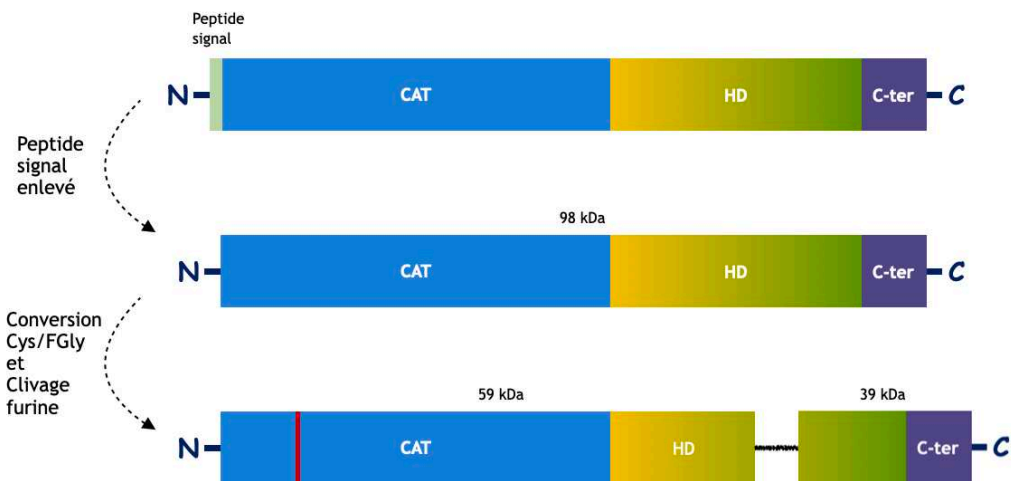 Peptide
signal
N CAT HD C-ter C
Peptide
signal
enlevé
98 kDa
N CAT HD C-ter C
Conversion
Cys/FGly
et
Clivage
furine
59 kDa 39 kDa
N CAT HD C-ter C